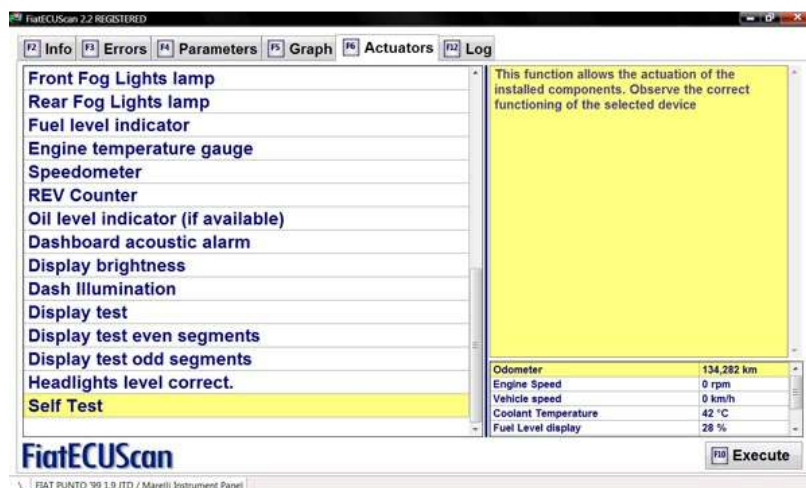 FiatECUScan 2.2 REGISTERED
F2 Info F3 Errors F4 Parameters F5 Graph F6 Actuators F12 Log
Front Fog Lights lamp
Rear Fog Lights lamp
Fuel level indicator
Engine temperature gauge
Speedometer
REV Counter
Oil level indicator (if available)
Dashboard acoustic alarm
Display brightness
Dash Illumination
Display test
Display test even segments
Display test odd segments
Headlights level correct.
Self Test
This function allows the actuation of the
installed components. Observe the correct
functioning of the selected device
Odometer 134,282 km
Engine Speed 0 rpm
Vehicle speed 0 km/h
Coolant Temperature 42 °C
Fuel Level display 28 %
FiatECUScan
F10 Execute
FIAT PUNTO '99 1.9 JTD / Marelli Instrument Panel